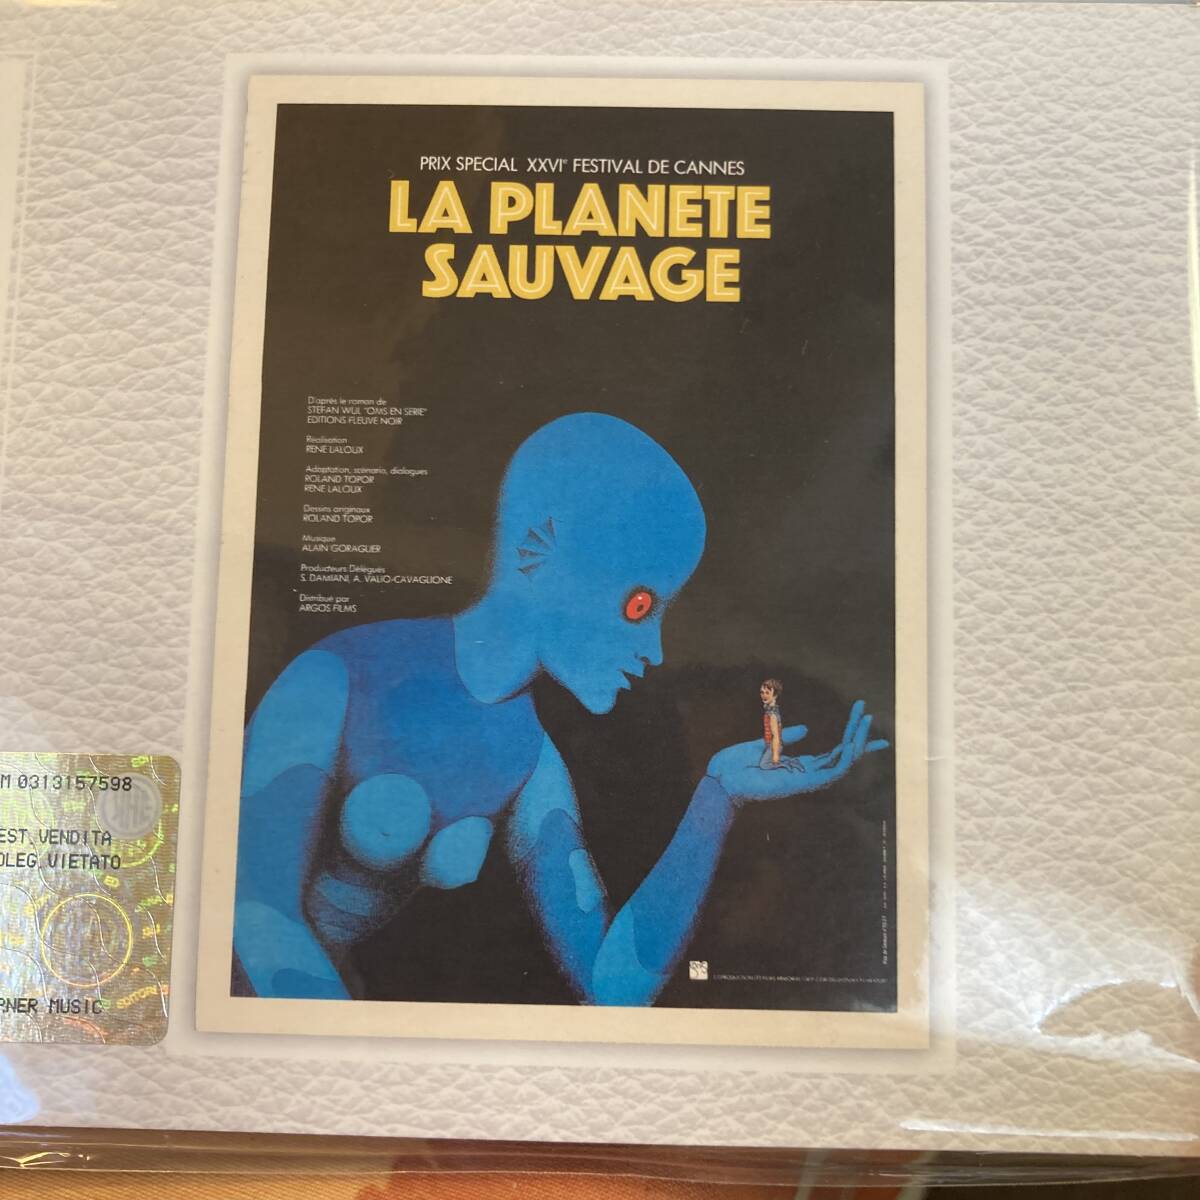 PRIX SPECIAL XXVIᵉ FESTIVAL DE CANNES
LA PLANETE
SAUVAGE
D'après le roman de
STEFAN WUL "OMS EN SERIE"
EDITIONS FLEUVE NOIR
Réalisation
RENE LALOUX
Adaptation, scénario, dialogues
ROLAND TOPOR
RENE LALOUX
Dessins originaux
ROLAND TOPOR
Musique
ALAIN GORAGUER
Producteurs Délégués
S. DAMIANI, A. VALIO-CAVAGLIONE
Distribué par
ARGOS FILMS
M 0313157598
EST.VENDITA
OLEG.VIETATO
RNER MUSIC